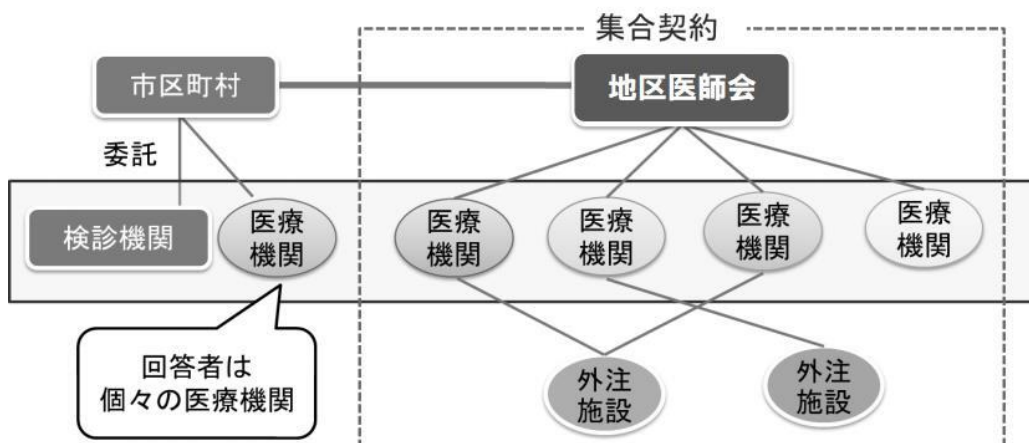 集合契約
市区町村
地区医師会
委託
検診機関
医療
機関
医療
機関
医療
機関
医療
機関
医療
機関
回答者は
個々の医療機関
外注
施設
外注
施設